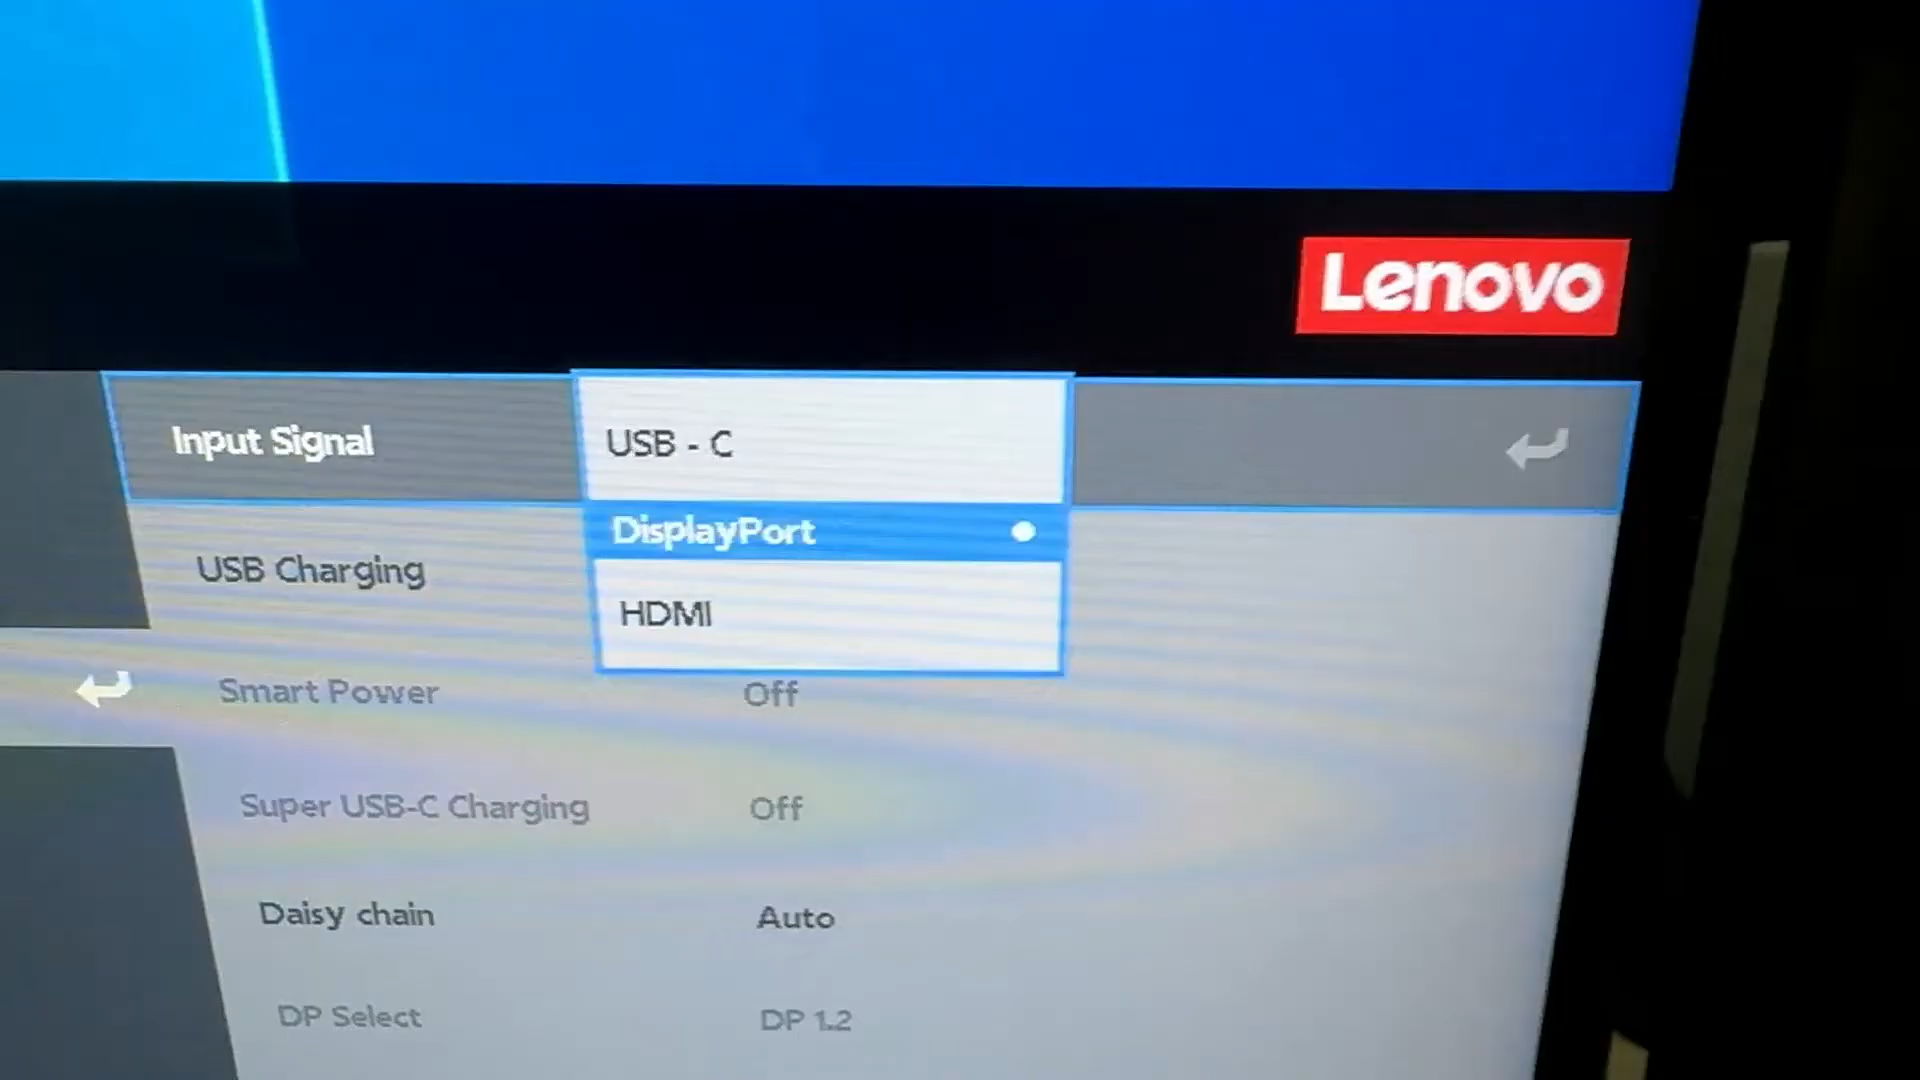 Lenovo
Input Signal
USB - C
DisplayPort
HDMI
USB Charging
Smart Power Off
Super USB-C Charging Off
Daisy chain Auto
DP Select DP 1.2